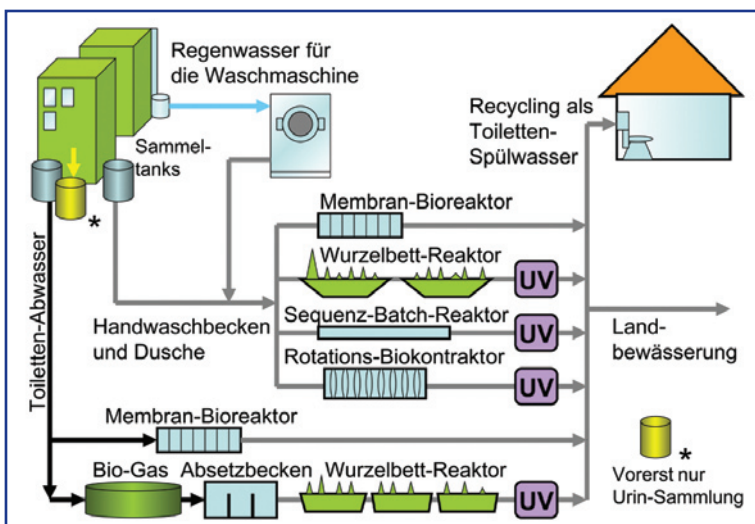 Regenwasser für
die Waschmaschine
Sammel-
tanks
*
Recycling als
Toiletten-
Spülwasser
Toiletten-Abwasser
Membran-Bioreaktor
Wurzelbett-Reaktor
UV
Handwaschbecken
und Dusche
Sequenz-Batch-Reaktor
UV
Land-
bewässerung
Rotations-Biokontraktor
UV
Membran-Bioreaktor
Bio-Gas
Absetzbecken
Wurzelbett-Reaktor
UV
*
Vorerst nur
Urin-Sammlung